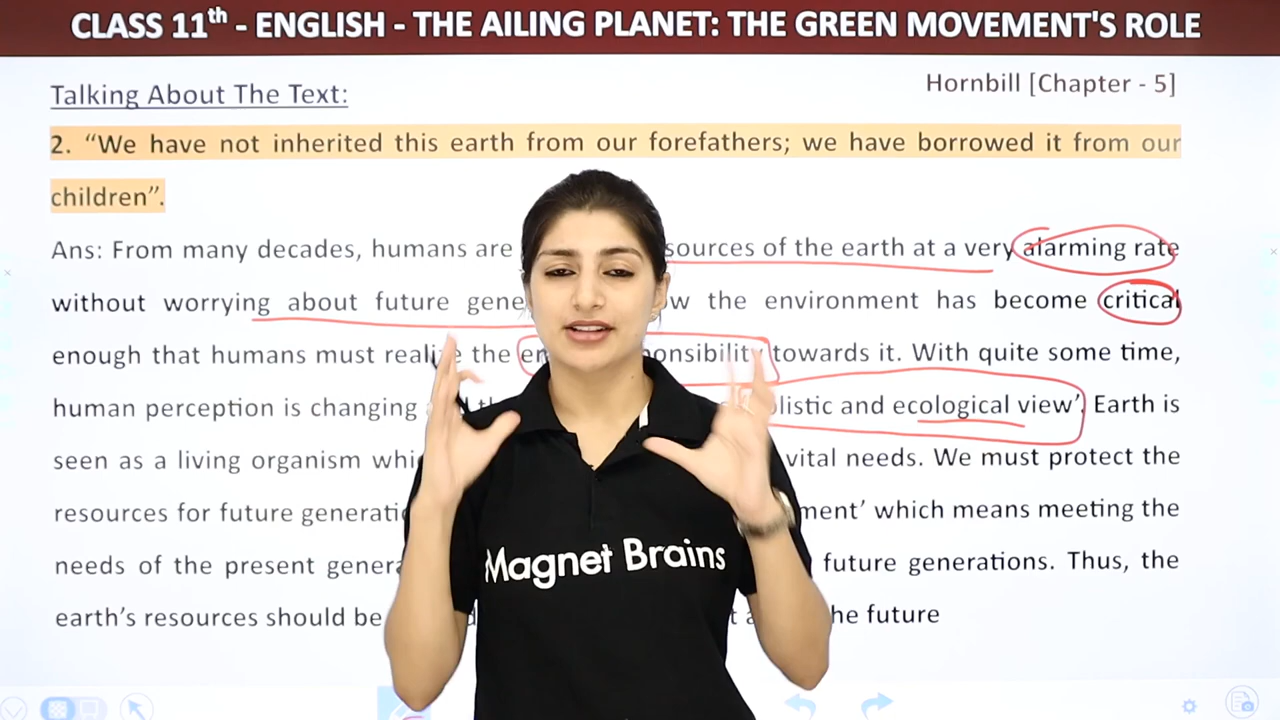 CLASS 11th - ENGLISH - THE AILING PLANET: THE GREEN MOVEMENT'S ROLE
Talking About The Text:
Hornbill [Chapter - 5]
2. “We have not inherited this earth from our forefathers; we have borrowed it from our
children”.
Ans: From many decades, humans are sources of the earth at a very alarming rate
without worrying about future gene w the environment has become critical
enough that humans must realize the en onsibility towards it. With quite some time,
human perception is changing listic and ecological view’. Earth is
seen as a living organism whi vital needs. We must protect the
resources for future generati ment’ which means meeting the
needs of the present genera future generations. Thus, the
earth’s resources should be he future
Magnet Brains